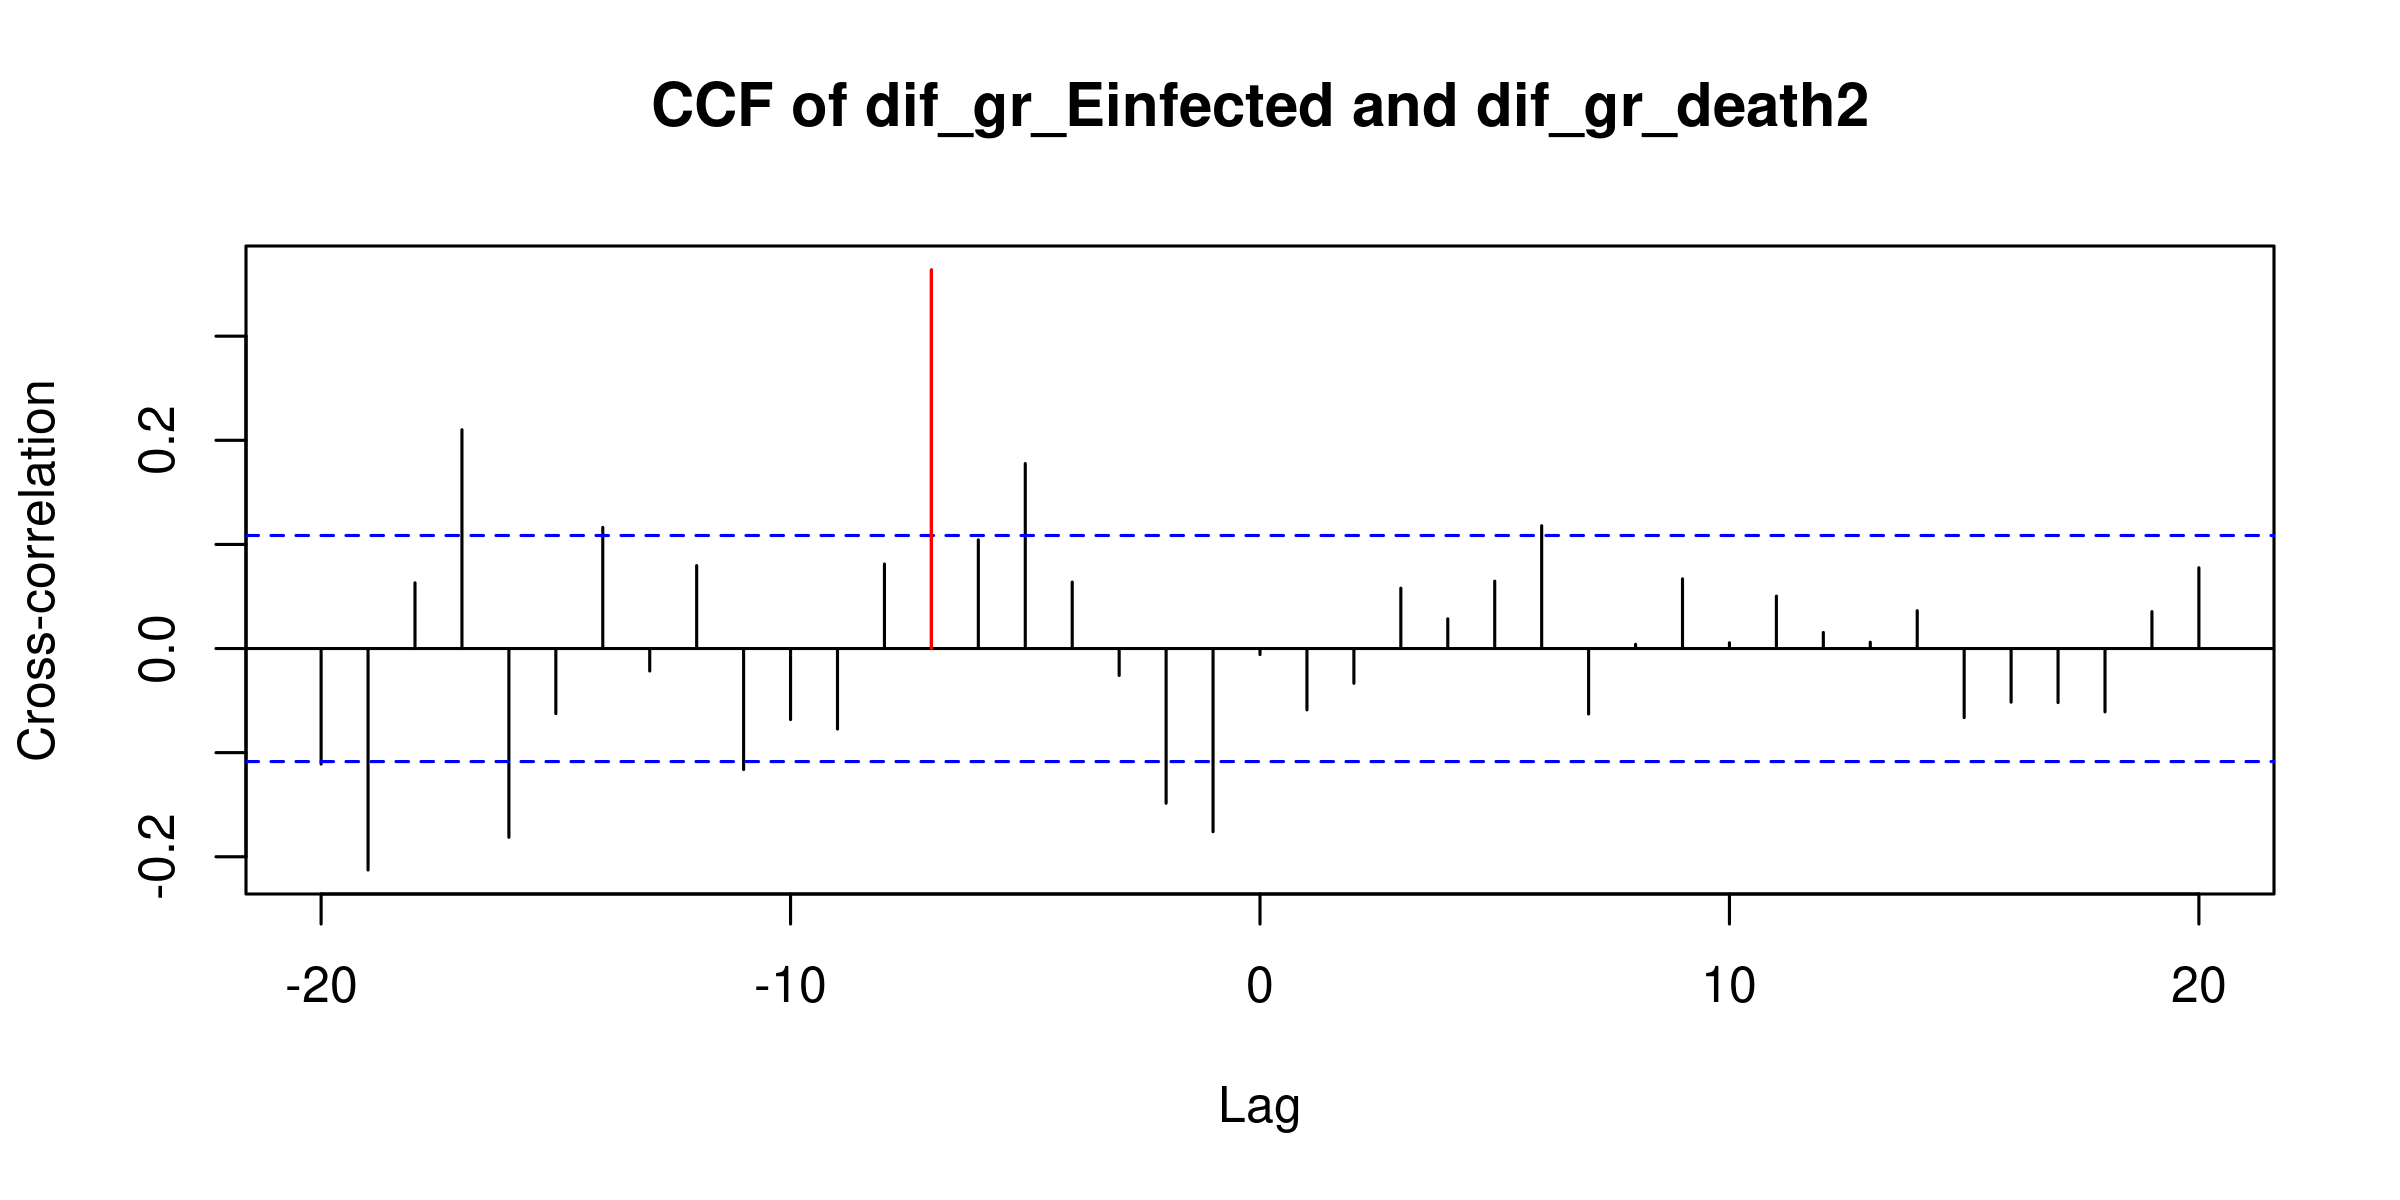 CCF of dif_gr_Einfected and dif_gr_death2
Cross-correlation
0.2
0.0
-0.2
-20 -10 0 10 20
Lag